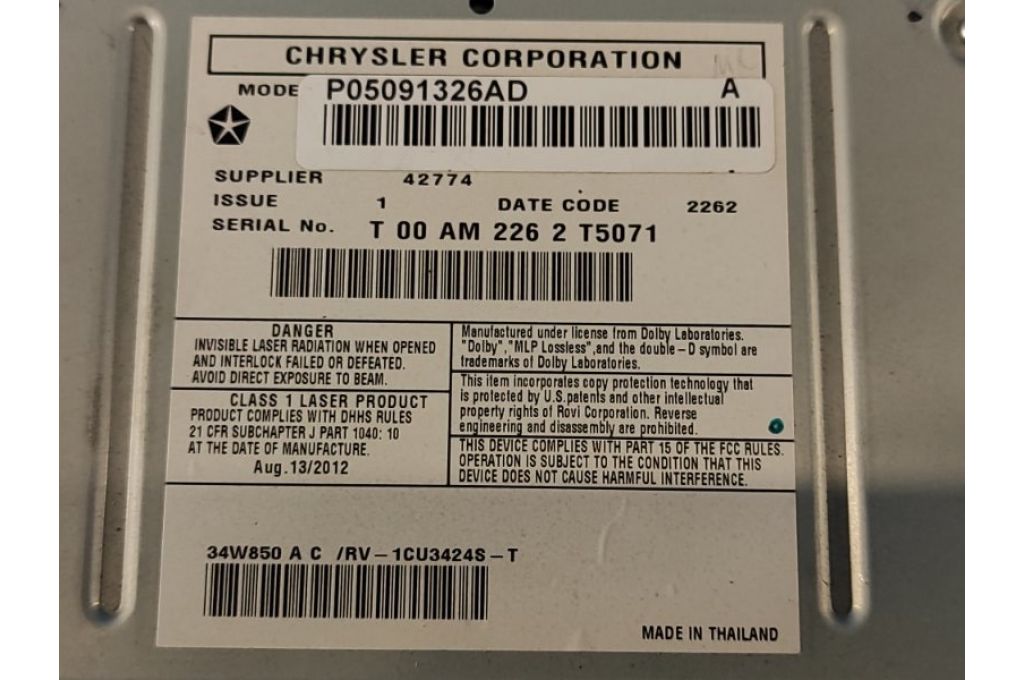 CHRYSLER CORPORATION
MODE P05091326AD A
SUPPLIER 42774
ISSUE 1 DATE CODE 2262
SERIAL No. T 00 AM 226 2 T5071
DANGER
INVISIBLE LASER RADIATION WHEN OPENED
AND INTERLOCK FAILED OR DEFEATED.
AVOID DIRECT EXPOSURE TO BEAM.
CLASS 1 LASER PRODUCT
PRODUCT COMPLIES WITH DHHS RULES
21 CFR SUBCHAPTER J PART 1040: 10
AT THE DATE OF MANUFACTURE.
Aug.13/2012
Manufactured under license from Dolby Laboratories.
"Dolby","MLP Lossless",and the double-D symbol are
trademarks of Dolby Laboratories.
This item incorporates copy protection technology that
is protected by U.S.patents and other intellectual
property rights of Rovi Corporation. Reverse
engineering and disassembly are prohibited.
THIS DEVICE COMPLIES WITH PART 15 OF THE FCC RULES.
OPERATION IS SUBJECT TO THE CONDITION THAT THIS
DEVICE DOES NOT CAUSE HARMFUL INTERFERENCE.
34W850 A C /RV-1CU3424S-T
MADE IN THAILAND